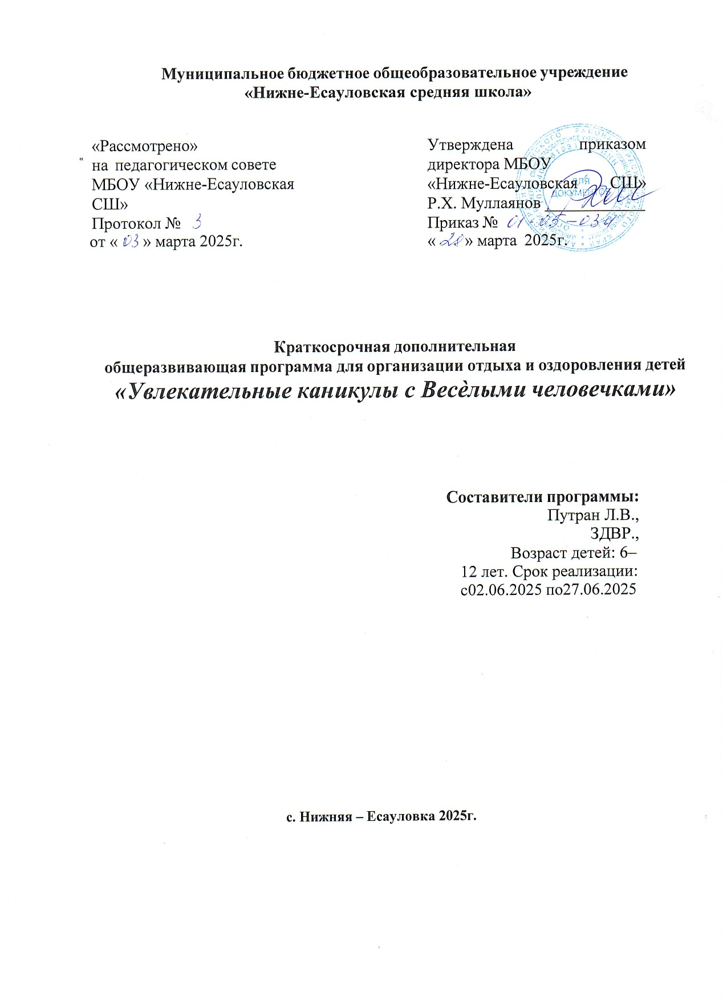 Муниципальное бюджетное общеобразовательное учреждение
«Нижне-Есауловская средняя школа»
«Рассмотрено»
на педагогическом совете
МБОУ «Нижне-Есауловская
СШ»
Протокол № 3
от « 03 » марта 2025г.
Утверждена приказом
директора МБОУ
«Нижне-Есауловская СШ»
Р.Х. Муллаянов
Приказ № 01-05-034
« 28 » марта 2025г.
ДЛЯ
ДОКУМЕНТОВ
Краткосрочная дополнительная
общеразвивающая программа для организации отдыха и оздоровления детей
«Увлекательные каникулы с Весѐлыми человечками»
Составители программы:
Путран Л.В.,
ЗДВР.,
Возраст детей: 6–
12 лет. Срок реализации:
с02.06.2025 по27.06.2025
с. Нижняя – Есауловка 2025г.